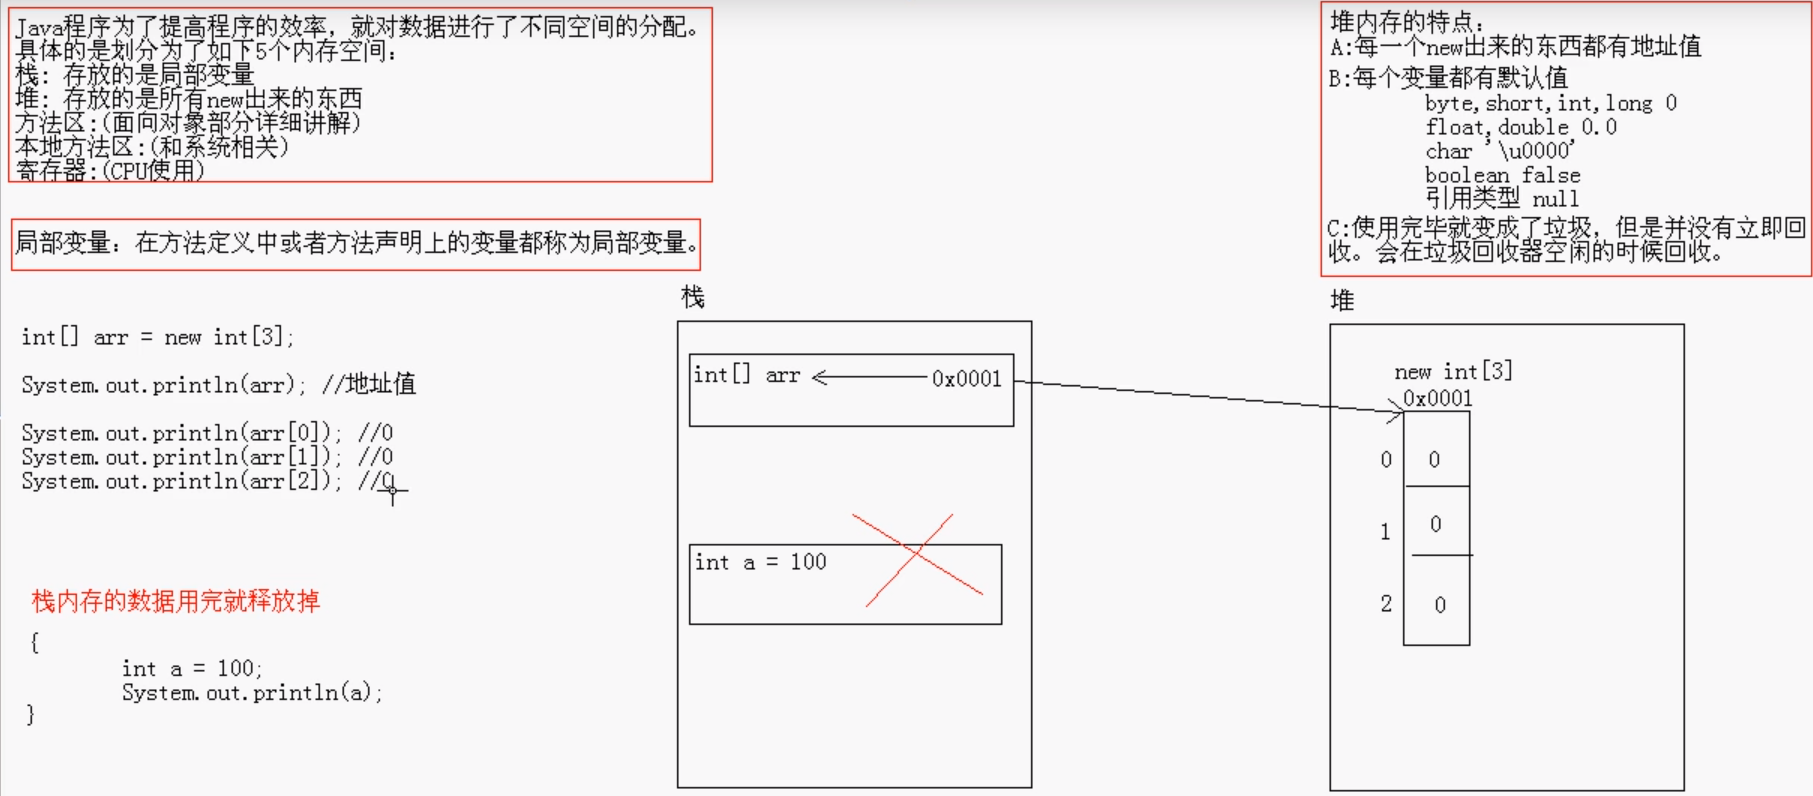 Java程序为了提高程序的效率，就对数据进行了不同空间的分配。
具体的是划分为了如下5个内存空间：
栈：存放的是局部变量
堆：存放的是所有new出来的东西
方法区:(面向对象部分详细讲解)
本地方法区:(和系统相关)
寄存器:(CPU使用)
局部变量：在方法定义中或者方法声明上的变量都称为局部变量。
int[] arr = new int[3];
System.out.println(arr); //地址值
System.out.println(arr[0]); //0
System.out.println(arr[1]); //0
System.out.println(arr[2]); //0
栈内存的数据用完就释放掉
{
int a = 100;
System.out.println(a);
}
栈
int[] arr
0x0001
int a = 100
堆内存的特点：
A:每一个new出来的东西都有地址值
B:每个变量都有默认值
byte,short,int,long 0
float,double 0.0
char '\u0000'
boolean false
引用类型 null
C:使用完毕就变成了垃圾，但是并没有立即回
收。会在垃圾回收器空闲的时候回收。
堆
new int[3]
0x0001
0 0
1 0
2 0